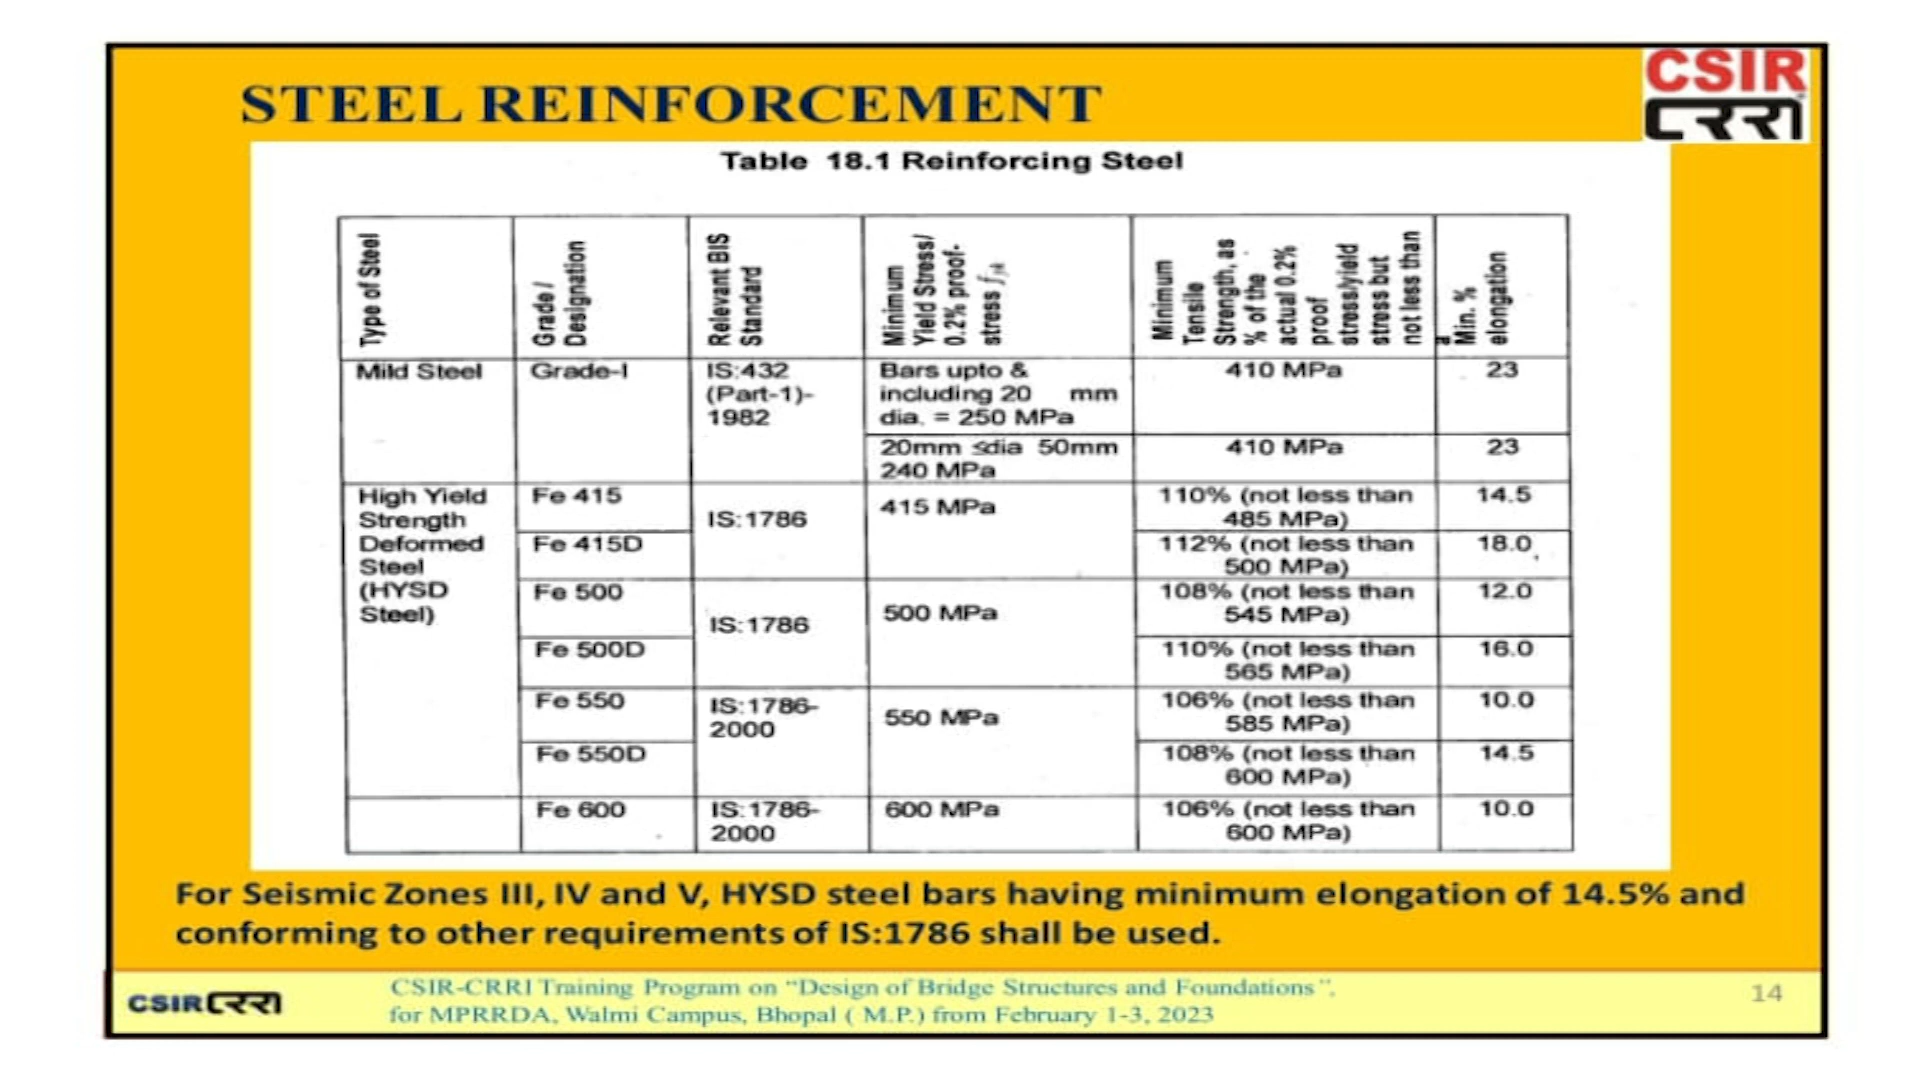 STEEL REINFORCEMENT
CSIR
CRRI
Table 18.1 Reinforcing Steel
Type of Steel
Grade /
Designation
Relevant BIS
Standard
Minimum
Yield Stress/
0.2% proof-
stress
Minimum
Tensile
Strength, as
% of the
actual 0.2%
proof
stress/yield
stress but
not less than
a
Min. %
elongation
Mild Steel
Grade-I
IS:432
(Part-1)-
1982
Bars upto &
including 20 mm
dia. = 250 MPa
410 MPa
23
20mm ≤dia 50mm
240 MPa
410 MPa
23
High Yield
Strength
Deformed
Steel
(HYSD
Steel)
Fe 415
IS:1786
415 MPa
110% (not less than
485 MPa)
14.5
Fe 415D
112% (not less than
500 MPa)
18.0
Fe 500
IS:1786
500 MPa
108% (not less than
545 MPa)
12.0
Fe 500D
110% (not less than
565 MPa)
16.0
Fe 550
IS:1786-
2000
550 MPa
106% (not less than
585 MPa)
10.0
Fe 550D
108% (not less than
600 MPa)
14.5
Fe 600
IS:1786-
2000
600 MPa
106% (not less than
600 MPa)
10.0
For Seismic Zones III, IV and V, HYSD steel bars having minimum elongation of 14.5% and
conforming to other requirements of IS:1786 shall be used.
CSIR CRRI
CSIR-CRRI Training Program on “Design of Bridge Structures and Foundations”,
for MPRRDA, Walmi Campus, Bhopal ( M.P.) from February 1-3, 2023
14